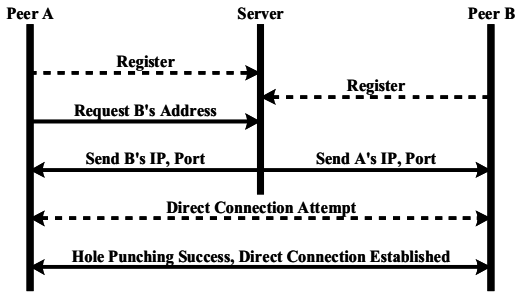 Peer A
Server
Peer B
Register
Register
Request B's Address
Send B's IP, Port
Send A's IP, Port
Direct Connection Attempt
Hole Punching Success, Direct Connection Established